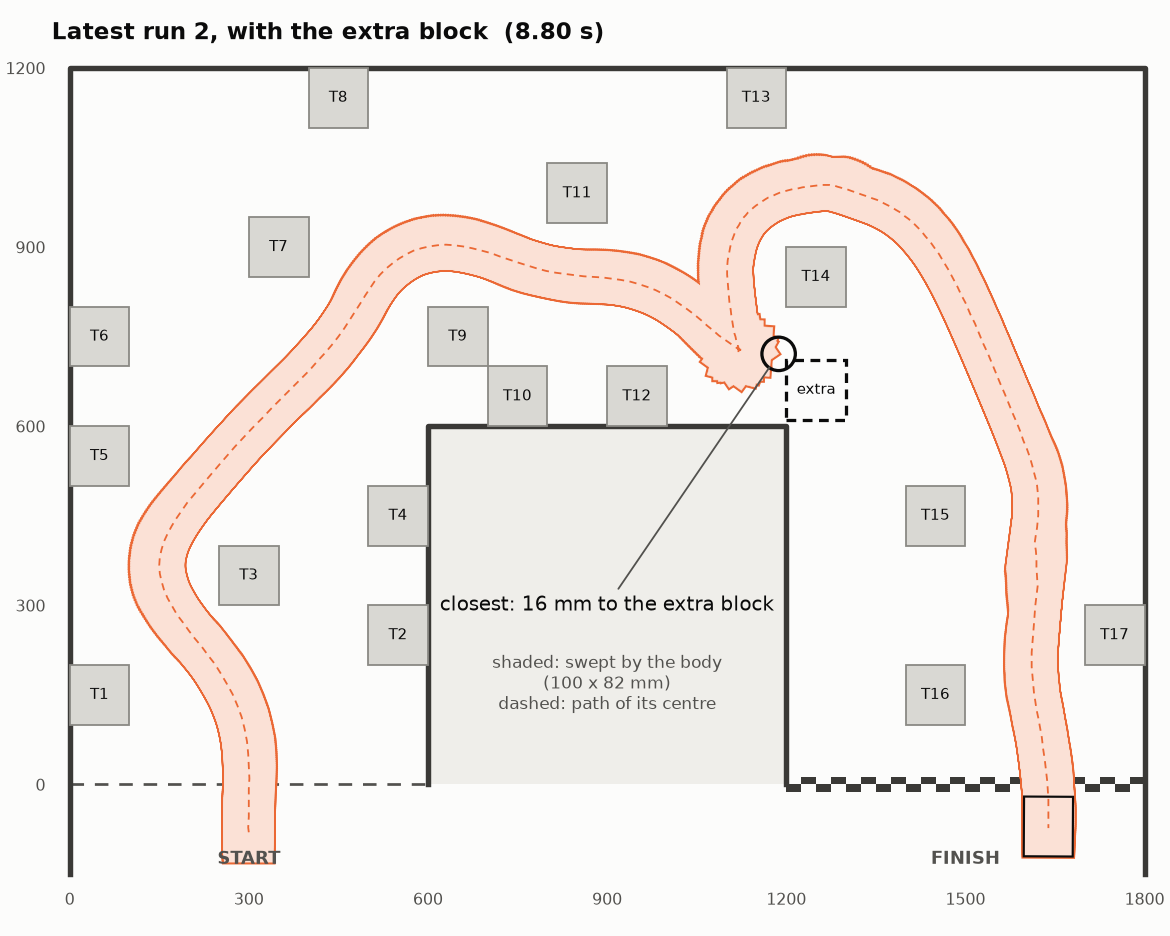 Latest run 2, with the extra block  (8.80 s)
1200
T8
T13
T11
900
T7
T14
T6
T9
extra
T10
T12
600
T5
T4
T15
T3
closest: 16 mm to the extra block
300
T2
T17
shaded: swept by the body
(100 x 82 mm)
dashed: path of its centre
T1
T16
0
START
FINISH
0
300
600
900
1200
1500
1800